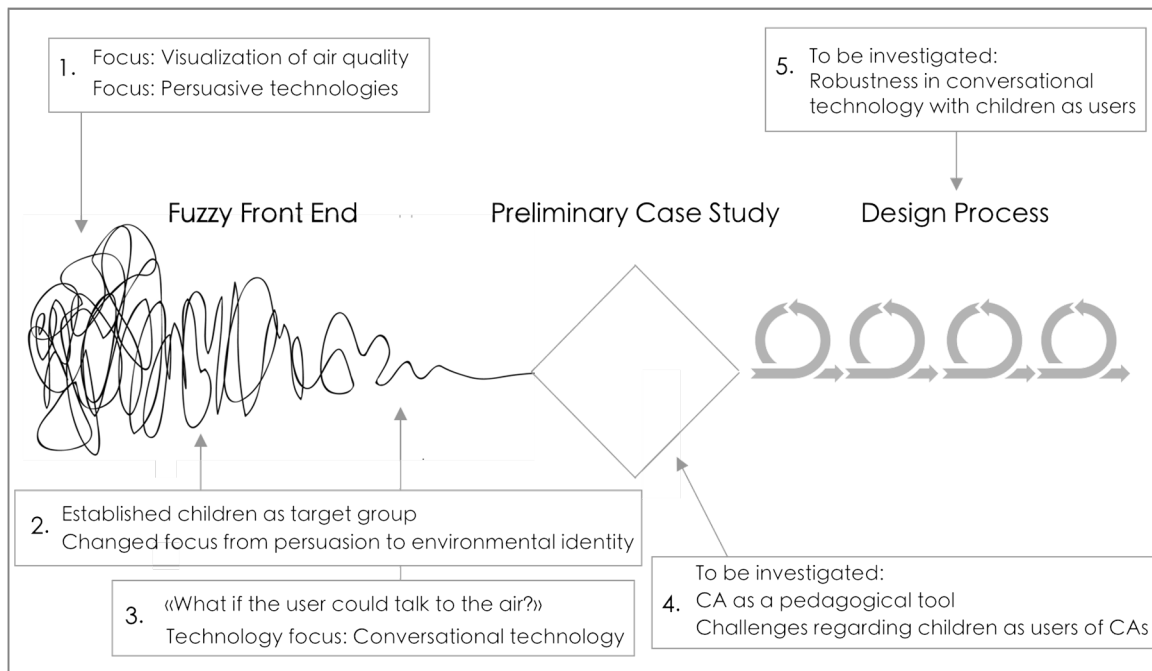 1. Focus: Visualization of air quality
Focus: Persuasive technologies
5. To be investigated:
Robustness in conversational
technology with children as users
Fuzzy Front End
Preliminary Case Study
Design Process
2. Established children as target group
Changed focus from persuasion to environmental identity
3. «What if the user could talk to the air?»
Technology focus: Conversational technology
To be investigated:
4. CA as a pedagogical tool
Challenges regarding children as users of CAs